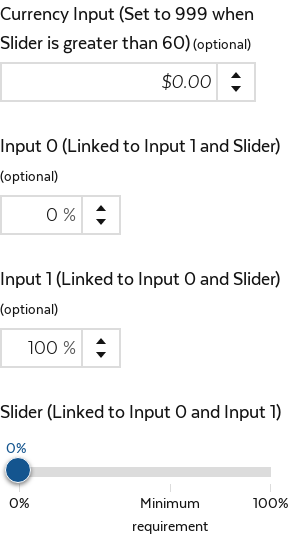 Currency Input (Set to 999 when
Slider is greater than 60) (optional)
$0.00
Input 0 (Linked to Input 1 and Slider)
(optional)
0 %
Input 1 (Linked to Input 0 and Slider)
(optional)
100 %
Slider (Linked to Input 0 and Input 1)
0%
0% Minimum 100%
requirement